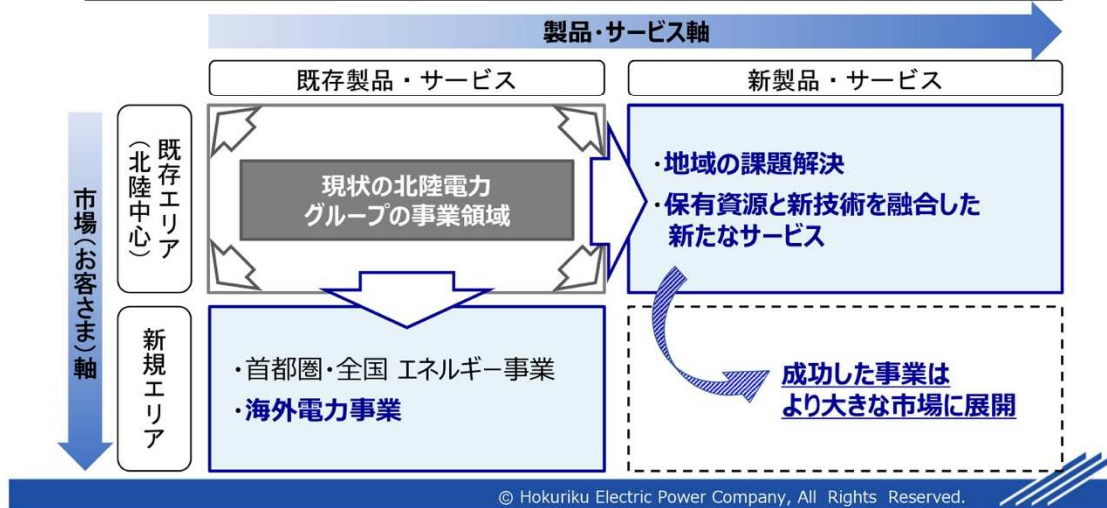 製品・サービス軸
既存製品・サービス
新製品・サービス
市場(お客さま)軸
既存エリア
(北陸中心)
現状の北陸電力
グループの事業領域
・地域の課題解決
・保有資源と新技術を融合した
新たなサービス
新規エリア
・首都圏・全国 エネルギー事業
・海外電力事業
成功した事業は
より大きな市場に展開
© Hokuriku Electric Power Company, All Rights Reserved.